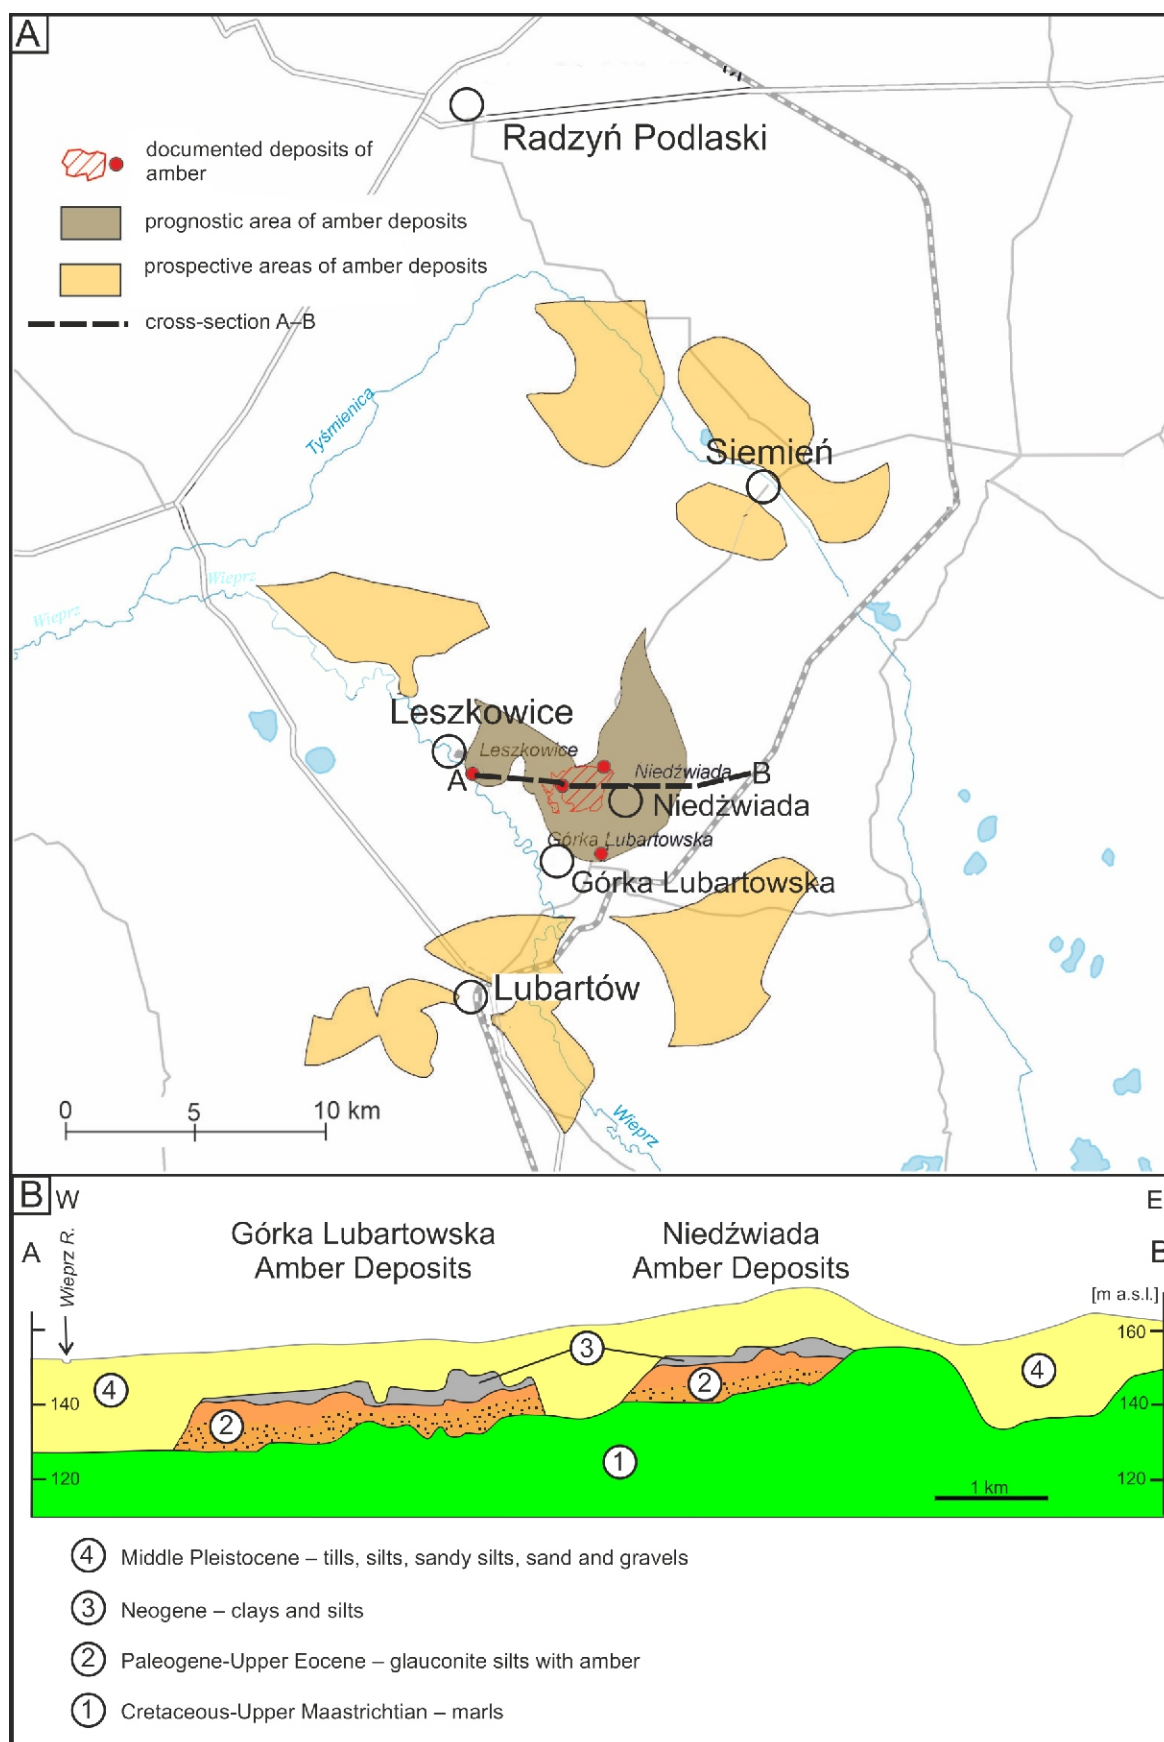 A
Radzyń Podlaski
documented deposits of
amber
prognostic area of amber deposits
prospective areas of amber deposits
cross-section A–B
Tyśmienica
Siemień
Wieprz
Wieprz
Leszkowice
Leszkowice
A
Niedźwiada
B
Niedżwiada
Górka Lubartowska
Górka Lubartowska
Lubartów
0 5 10 km
Wieprz
B W E
A Wieprz R. Górka Lubartowska Niedźwiada B
Amber Deposits Amber Deposits
[m a.s.l.]
160
3
4 4
2
140 2 140
1
120 120
1 km
4 Middle Pleistocene – tills, silts, sandy silts, sand and gravels
3 Neogene – clays and silts
2 Paleogene-Upper Eocene – glauconite silts with amber
1 Cretaceous-Upper Maastrichtian – marls